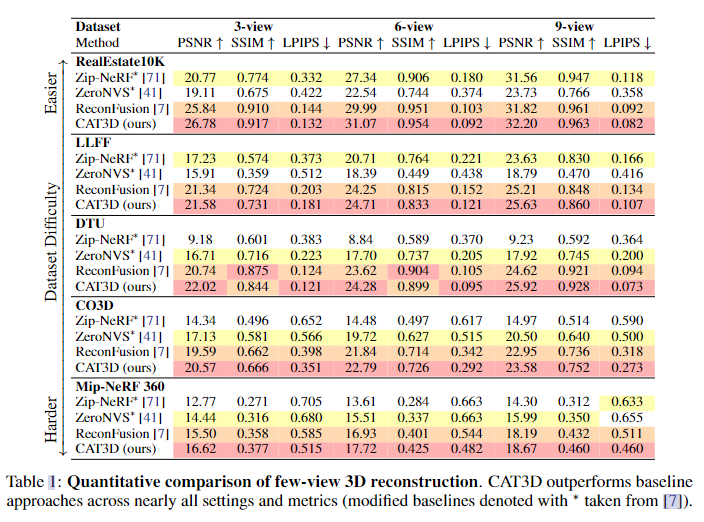 Dataset 3-view 6-view 9-view
Method PSNR ↑ SSIM ↑ LPIPS ↓ PSNR ↑ SSIM ↑ LPIPS ↓ PSNR ↑ SSIM ↑ LPIPS ↓
RealEstate10K
Zip-NeRF* [71] 20.77 0.774 0.332 27.34 0.906 0.180 31.56 0.947 0.118
ZeroNVS* [41] 19.11 0.675 0.422 22.54 0.744 0.374 23.73 0.766 0.358
ReconFusion [7] 25.84 0.910 0.144 29.99 0.951 0.103 31.82 0.961 0.092
CAT3D (ours) 26.78 0.917 0.132 31.07 0.954 0.092 32.20 0.963 0.082
LLFF
Zip-NeRF* [71] 17.23 0.574 0.373 20.71 0.764 0.221 23.63 0.830 0.166
ZeroNVS* [41] 15.91 0.359 0.512 18.39 0.449 0.438 18.79 0.470 0.416
ReconFusion [7] 21.34 0.724 0.203 24.25 0.815 0.152 25.21 0.848 0.134
CAT3D (ours) 21.58 0.731 0.181 24.71 0.833 0.121 25.63 0.860 0.107
DTU
Zip-NeRF* [71] 9.18 0.601 0.383 8.84 0.589 0.370 9.23 0.592 0.364
ZeroNVS* [41] 16.71 0.716 0.223 17.70 0.737 0.205 17.92 0.745 0.200
ReconFusion [7] 20.74 0.875 0.124 23.62 0.904 0.105 24.62 0.921 0.094
CAT3D (ours) 22.02 0.844 0.121 24.28 0.899 0.095 25.92 0.928 0.073
CO3D
Zip-NeRF* [71] 14.34 0.496 0.652 14.48 0.497 0.617 14.97 0.514 0.590
ZeroNVS* [41] 17.13 0.581 0.566 19.72 0.627 0.515 20.50 0.640 0.500
ReconFusion [7] 19.59 0.662 0.398 21.84 0.714 0.342 22.95 0.736 0.318
CAT3D (ours) 20.57 0.666 0.351 22.79 0.726 0.292 23.58 0.752 0.273
Mip-NeRF 360
Zip-NeRF* [71] 12.77 0.271 0.705 13.61 0.284 0.663 14.30 0.312 0.633
ZeroNVS* [41] 14.44 0.316 0.680 15.51 0.337 0.663 15.99 0.350 0.655
ReconFusion [7] 15.50 0.358 0.585 16.93 0.401 0.544 18.19 0.432 0.511
CAT3D (ours) 16.62 0.377 0.515 17.72 0.425 0.482 18.67 0.460 0.460
Easier
Dataset Difficulty
Harder
Table 1: Quantitative comparison of few-view 3D reconstruction. CAT3D outperforms baseline
approaches across nearly all settings and metrics (modified baselines denoted with * taken from [7]).